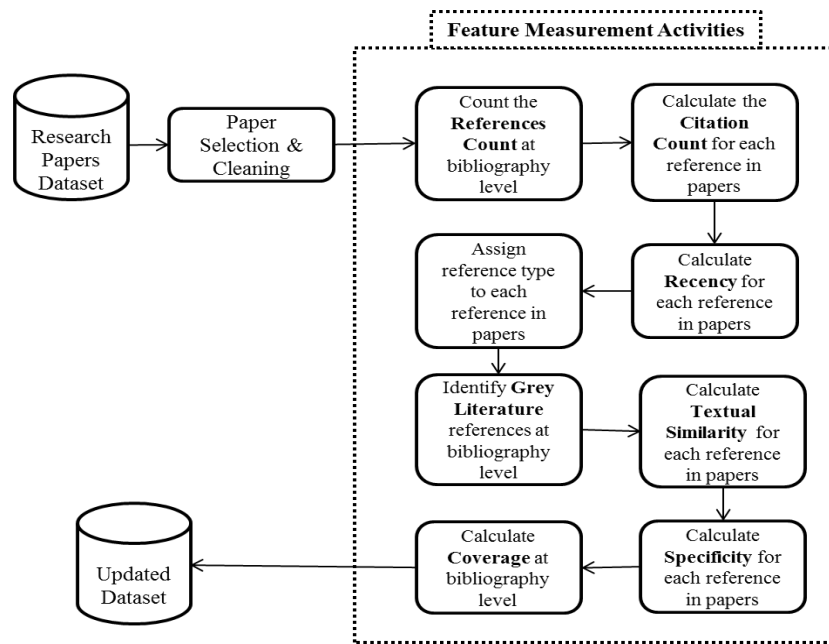 Feature Measurement Activities
Research
Papers
Dataset
Paper
Selection &
Cleaning
Count the
References
Count at
bibliography
level
Calculate the
Citation
Count for each
reference in
papers
Calculate
Recency for
each reference
in papers
Assign
reference type
to each
reference in
papers
Identify Grey
Literature
references at
bibliography
level
Calculate
Textual
Similarity for
each reference
in papers
Calculate
Specificity for
each reference
in papers
Calculate
Coverage at
bibliography
level
Updated
Dataset